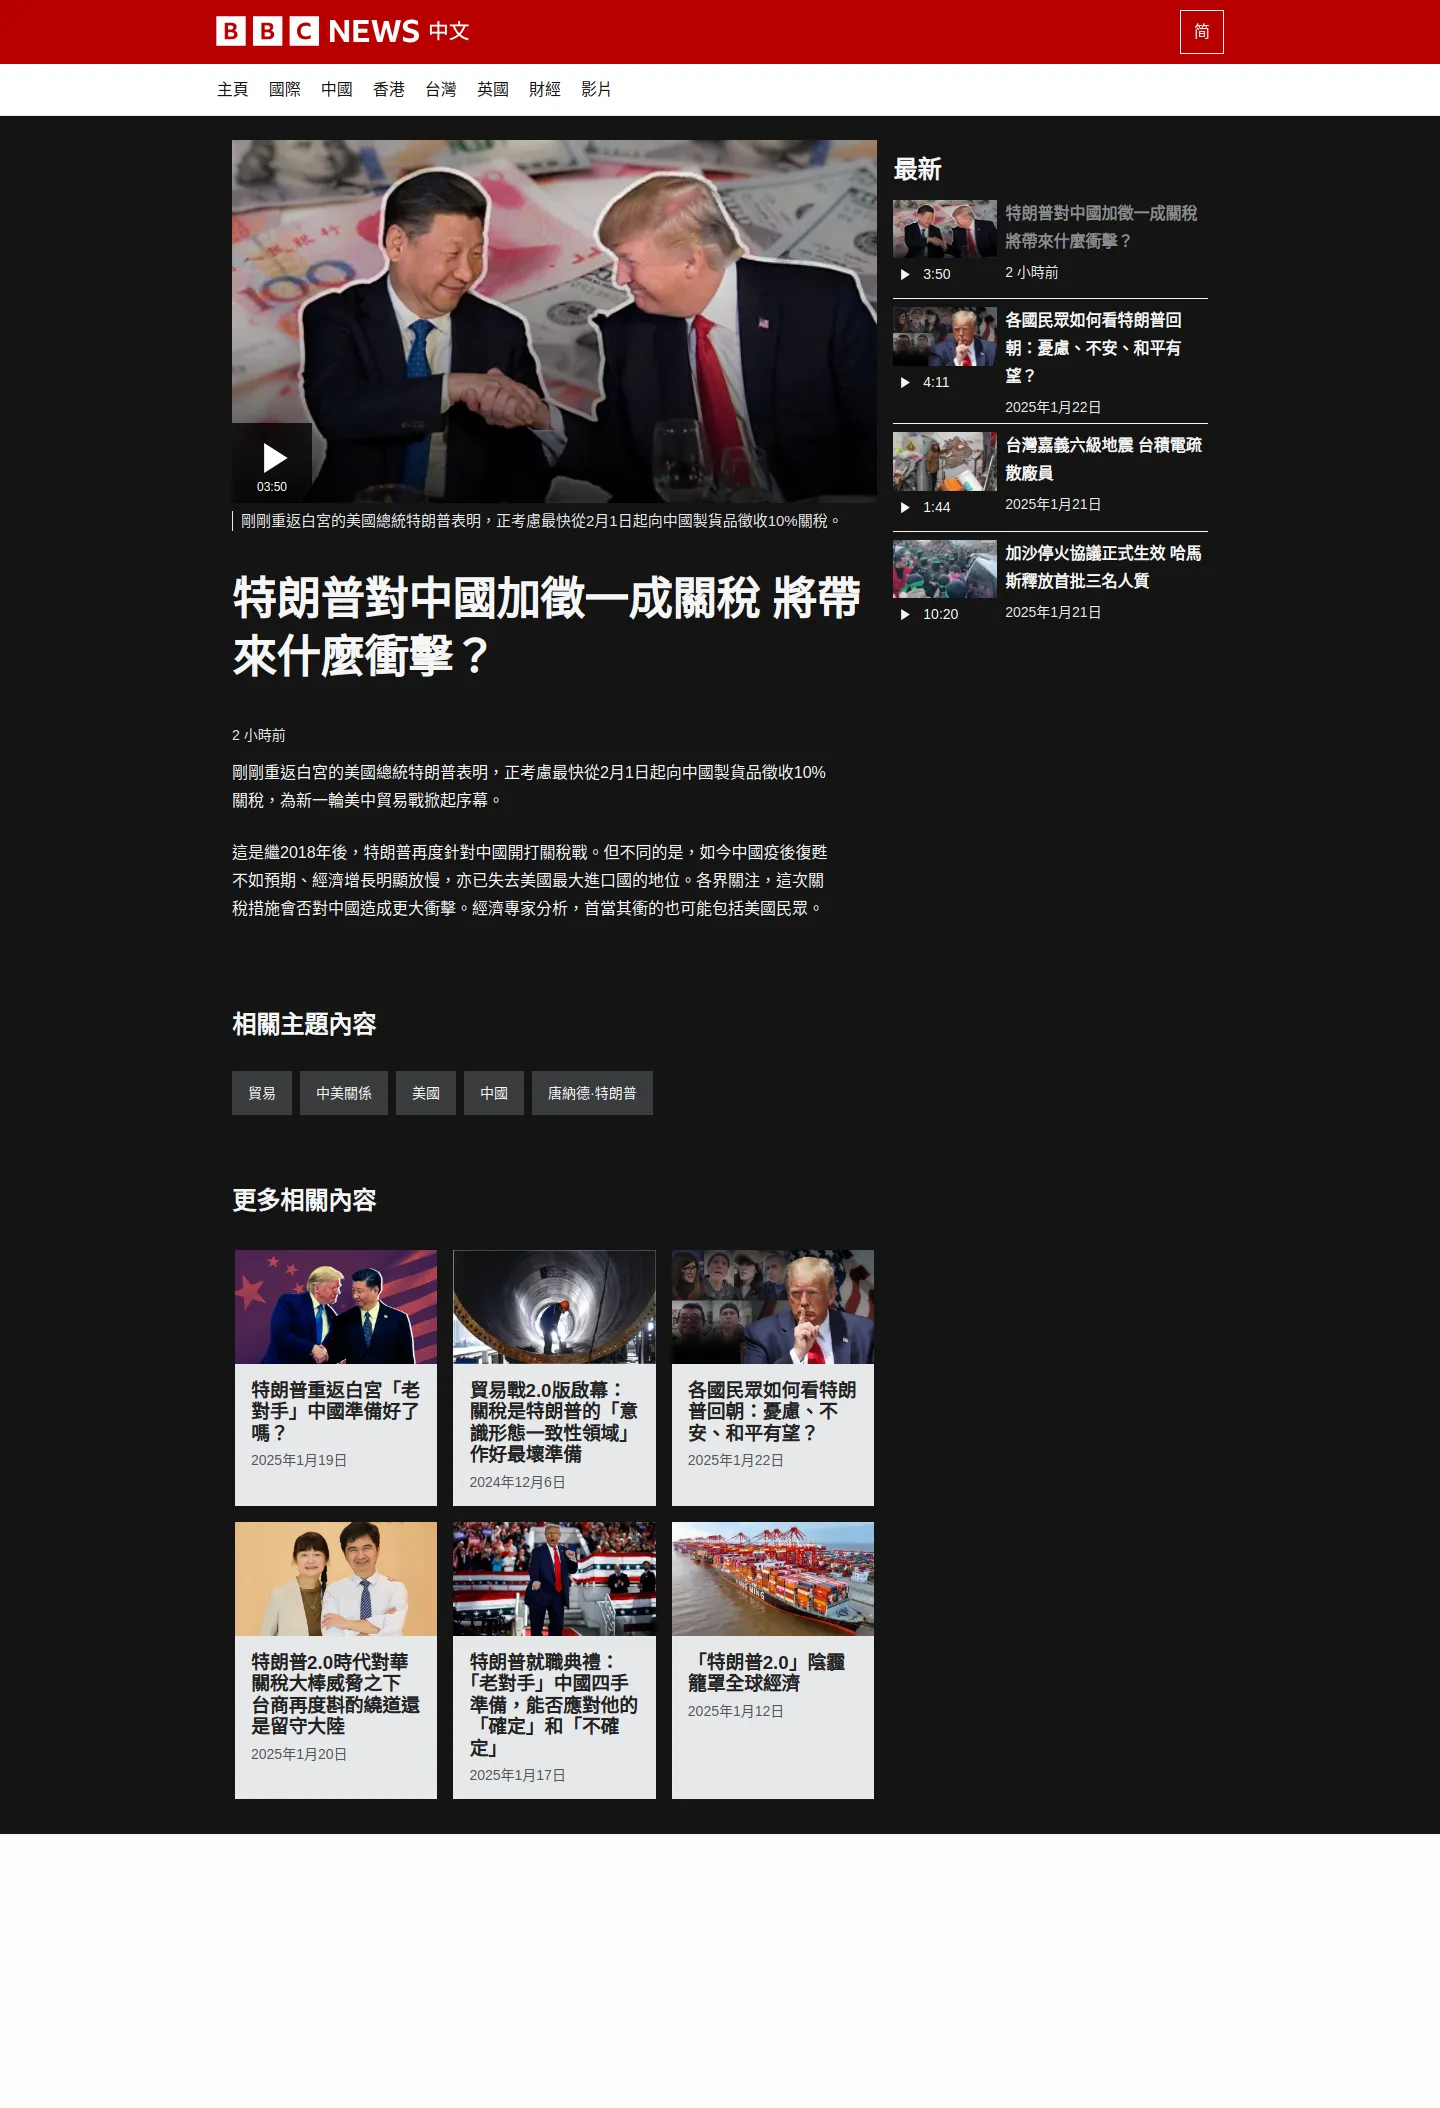 BBC NEWS 中文
简
主頁 國際 中國 香港 台灣 英國 財經 影片
03:50
剛剛重返白宮的美國總統特朗普表明，正考慮最快從2月1日起向中國製貨品徵收10%關稅。
特朗普對中國加徵一成關稅 將帶
來什麼衝擊？
2 小時前
剛剛重返白宮的美國總統特朗普表明，正考慮最快從2月1日起向中國製貨品徵收10%
關稅，為新一輪美中貿易戰掀起序幕。
這是繼2018年後，特朗普再度針對中國開打關稅戰。但不同的是，如今中國疫後復甦
不如預期、經濟增長明顯放慢，亦已失去美國最大進口國的地位。各界關注，這次關
稅措施會否對中國造成更大衝擊。經濟專家分析，首當其衝的也可能包括美國民眾。
最新
特朗普對中國加徵一成關稅
將帶來什麼衝擊？
3:50
2 小時前
各國民眾如何看特朗普回
朝：憂慮、不安、和平有
望？
4:11
2025年1月22日
台灣嘉義六級地震 台積電疏
散廠員
1:44
2025年1月21日
加沙停火協議正式生效 哈馬
斯釋放首批三名人質
10:20
2025年1月21日
相關主題內容
貿易 中美關係 美國 中國 唐納德·特朗普
更多相關內容
特朗普重返白宮「老
對手」中國準備好了
嗎？
2025年1月19日
貿易戰2.0版啟幕：
關稅是特朗普的「意
識形態一致性領域」
作好最壞準備
2024年12月6日
各國民眾如何看特朗
普回朝：憂慮、不
安、和平有望？
2025年1月22日
特朗普2.0時代對華
關稅大棒威脅之下
台商再度斟酌繞道還
是留守大陸
2025年1月20日
特朗普就職典禮：
「老對手」中國四手
準備，能否應對他的
「確定」和「不確
定」
2025年1月17日
「特朗普2.0」陰霾
籠罩全球經濟
2025年1月12日